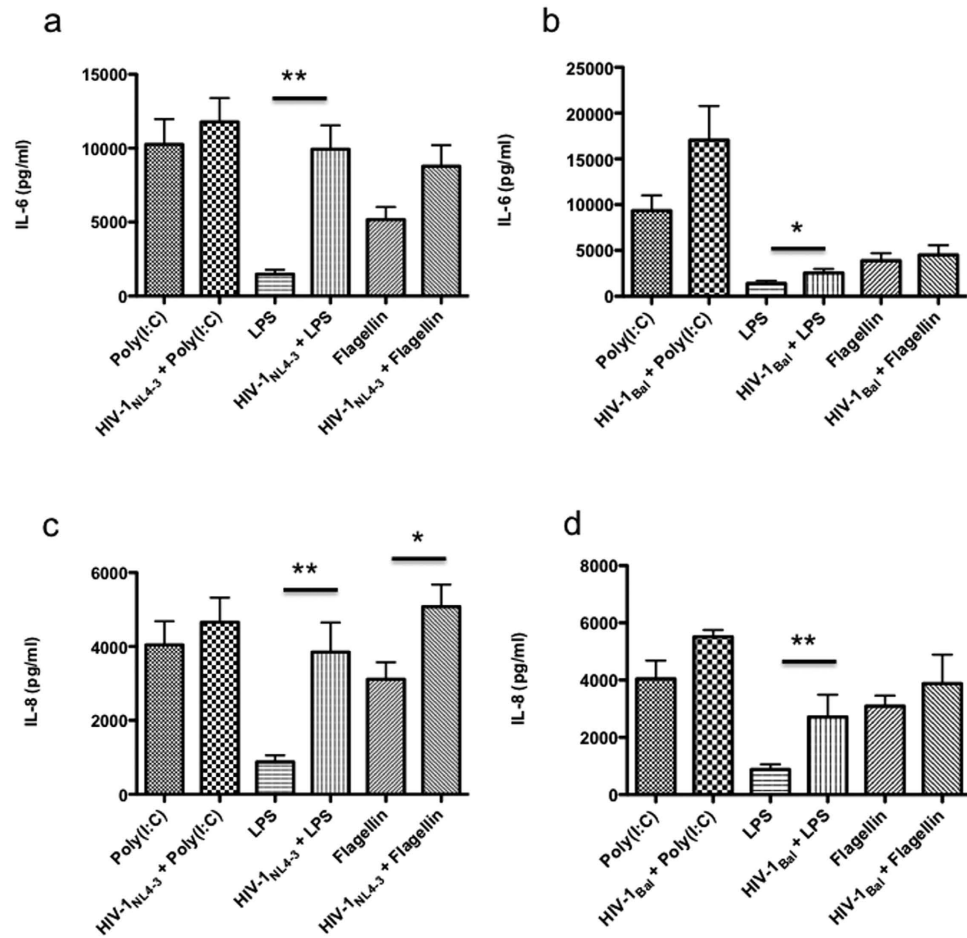 a
IL-6 (pg/ml)
15000
10000
5000
0
**
Poly(I:C)
HIV-1NL4-3 + Poly(I:C)
LPS
HIV-1NL4-3 + LPS
Flagellin
HIV-1NL4-3 + Flagellin
b
IL-6 (pg/ml)
25000
20000
15000
10000
5000
0
*
Poly(I:C)
HIV-1Bal + Poly(I:C)
LPS
HIV-1Bal + LPS
Flagellin
HIV-1Bal + Flagellin
c
IL-8 (pg/ml)
6000
4000
2000
0
**
*
Poly(I:C)
HIV-1NL4-3 + Poly(I:C)
LPS
HIV-1NL4-3 + LPS
Flagellin
HIV-1NL4-3 + Flagellin
d
IL-8 (pg/ml)
8000
6000
4000
2000
0
**
Poly(I:C)
HIV-1Bal + Poly(I:C)
LPS
HIV-1Bal + LPS
Flagellin
HIV-1Bal + Flagellin